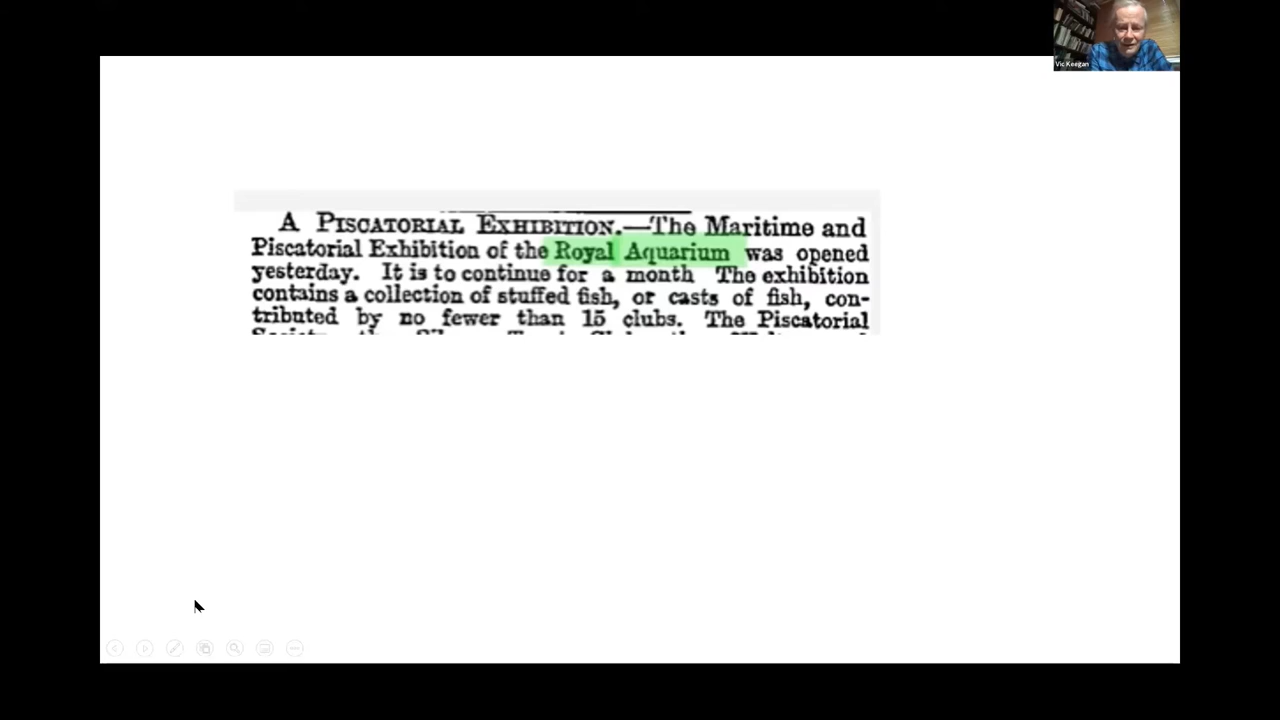 Vic Keegan
A PISCATORIAL EXHIBITION.—The Maritime and
Piscatorial Exhibition of the Royal Aquarium was opened
yesterday. It is to continue for a month The exhibition
contains a collection of stuffed fish, or casts of fish, con-
tributed by no fewer than 15 clubs. The Piscatorial